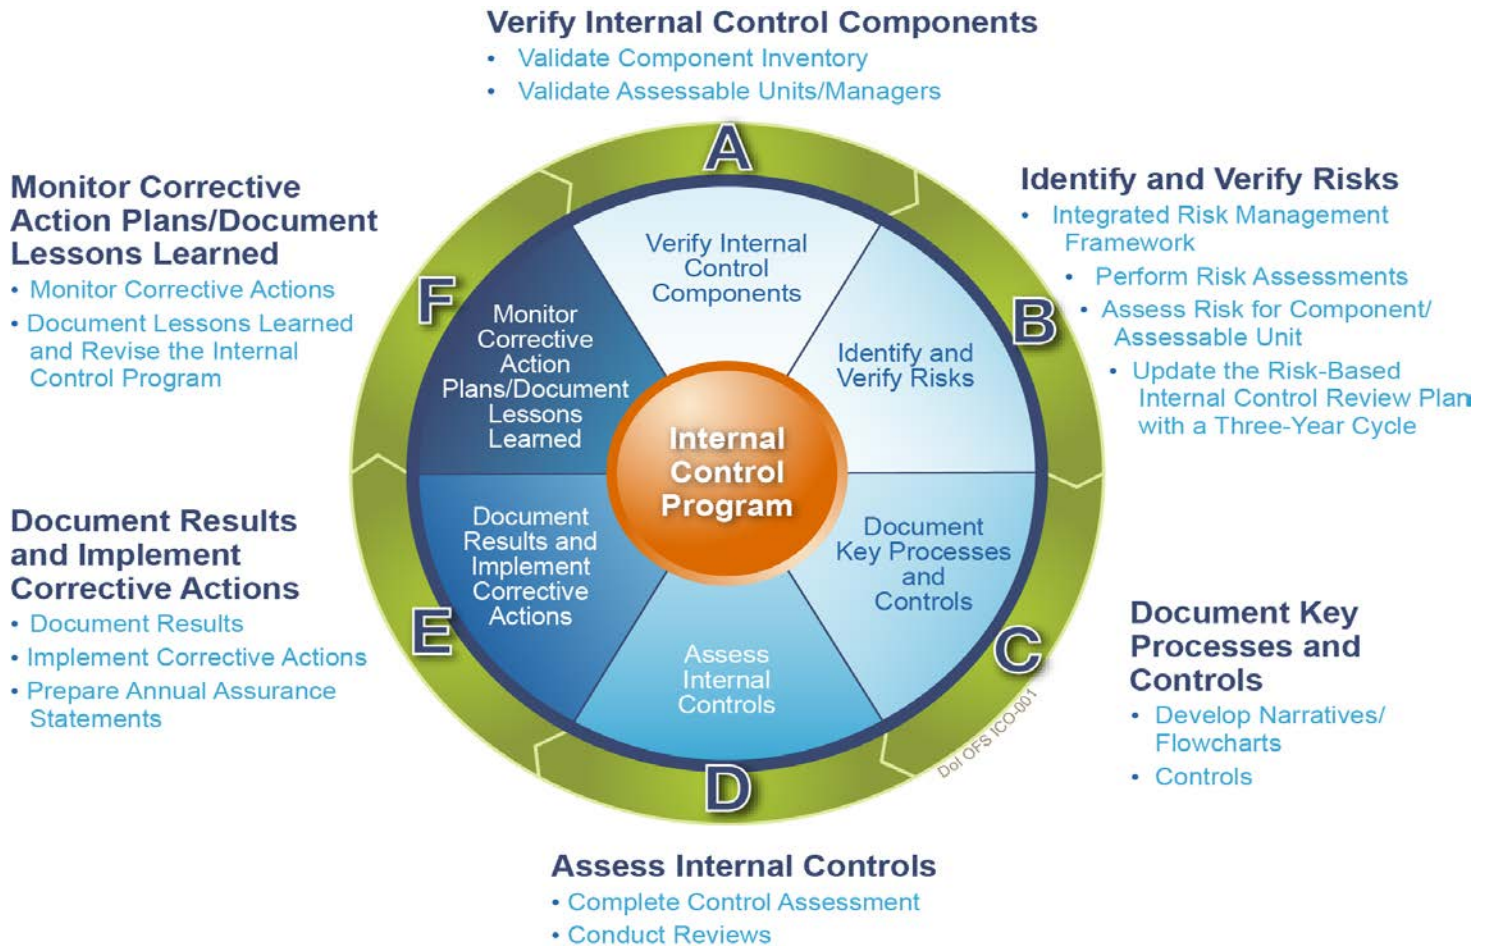 Verify Internal Control Components
• Validate Component Inventory
• Validate Assessable Units/Managers
A
Identify and Verify Risks
• Integrated Risk Management
Framework
• Perform Risk Assessments
• Assess Risk for Component/
Assessable Unit
• Update the Risk-Based
Internal Control Review Plan
with a Three-Year Cycle
B
Document Key
Processes and
Controls
• Develop Narratives/
Flowcharts
• Controls
C
Assess Internal Controls
• Complete Control Assessment
• Conduct Reviews
D
Document Results
and Implement
Corrective Actions
• Document Results
• Implement Corrective Actions
• Prepare Annual Assurance
Statements
E
Monitor Corrective
Action Plans/Document
Lessons Learned
• Monitor Corrective Actions
• Document Lessons Learned
and Revise the Internal
Control Program
F
Verify Internal
Control
Components
Identify and
Verify Risks
Document
Key Processes
and
Controls
Assess
Internal
Controls
Document
Results and
Implement
Corrective
Actions
Monitor
Corrective
Action
Plans/Document
Lessons
Learned
Internal
Control
Program
DoI OFS ICO-001